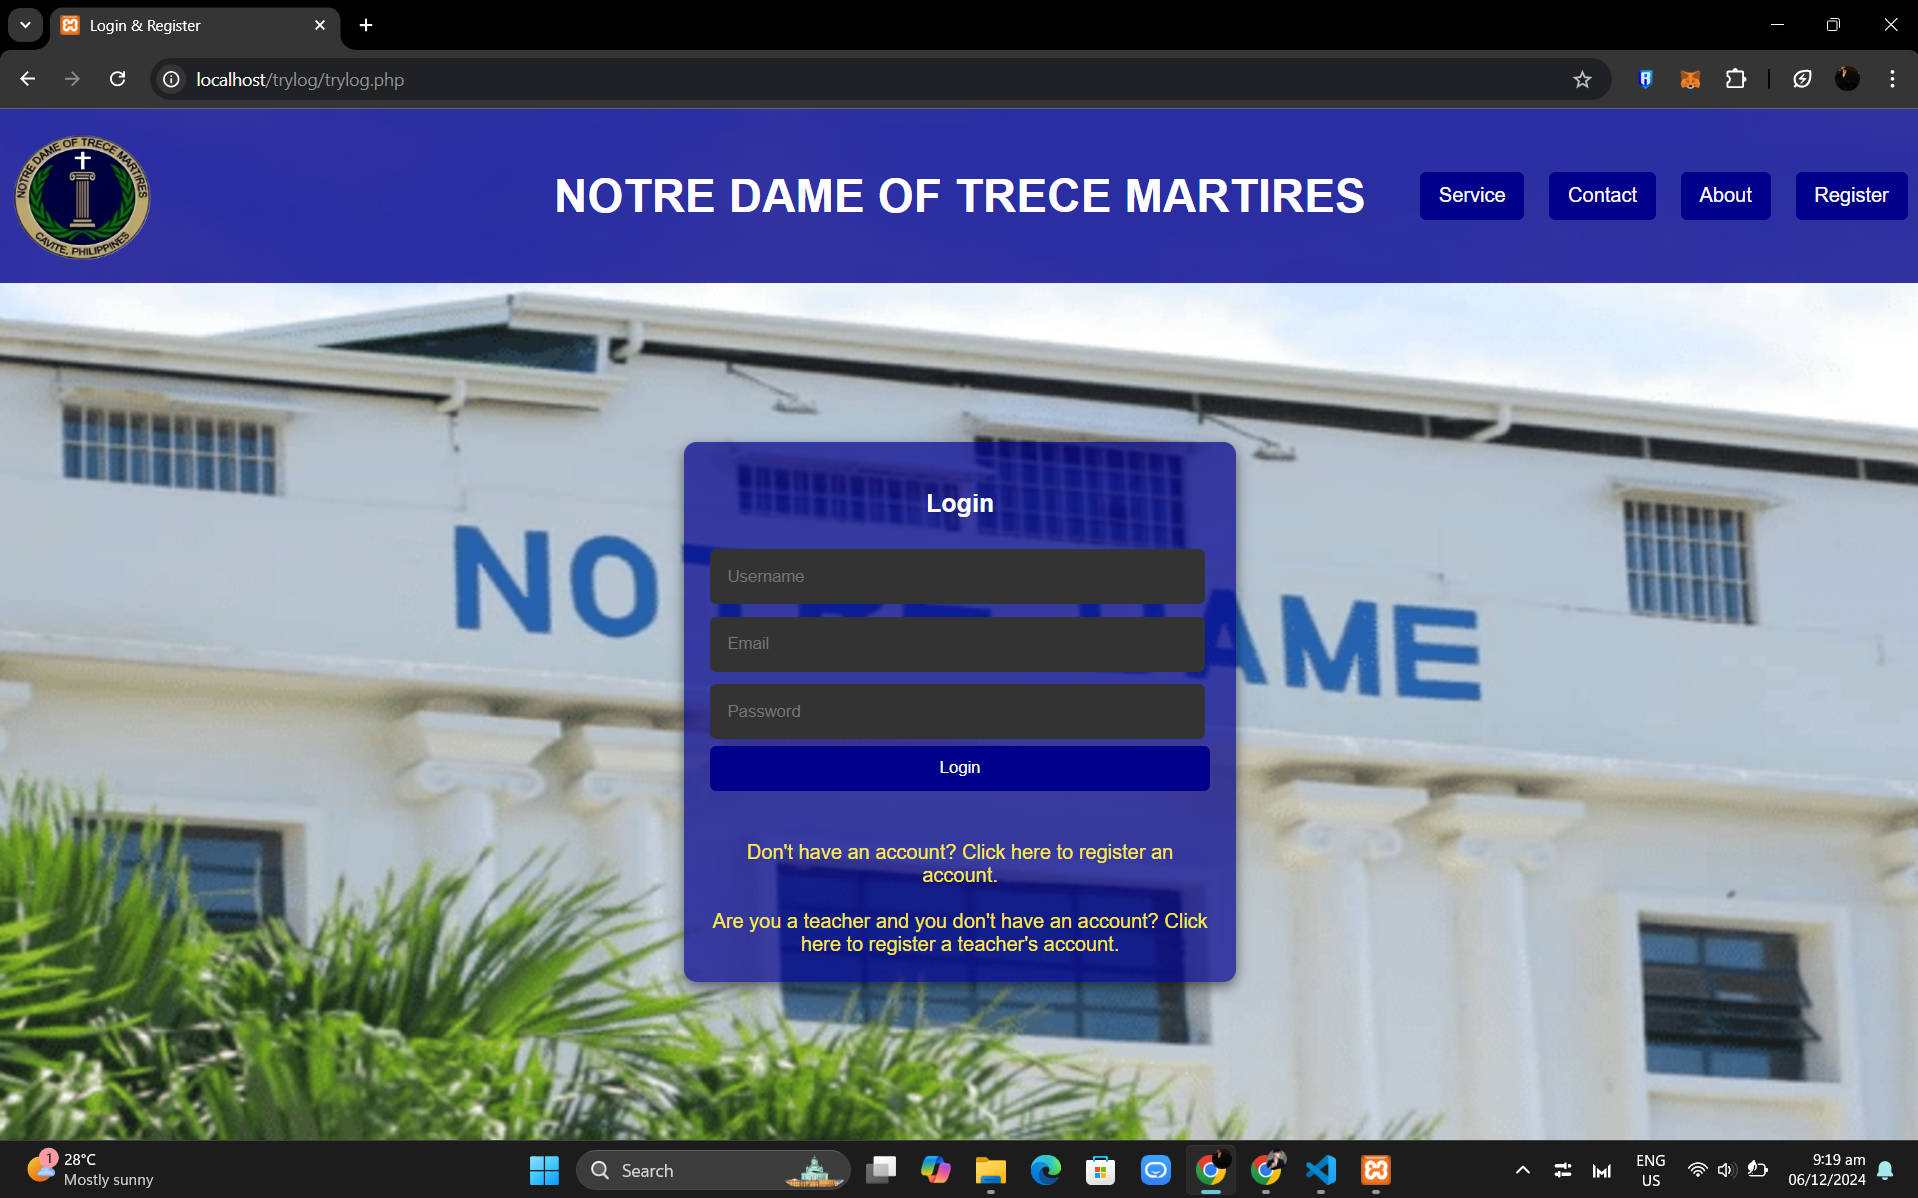 Login & Register
localhost/trylog/trylog.php
NOTRE DAME OF TRECE MARTIRES
CAVITE, PHILIPPINES
NOTRE DAME OF TRECE MARTIRES
Service
Contact
About
Register
NO
AME
Login
Username
Email
Password
Login
Don't have an account? Click here to register an
account.
Are you a teacher and you don't have an account? Click
here to register a teacher's account.
1
28°C
Mostly sunny
Search
ENG
US
9:19 am
06/12/2024